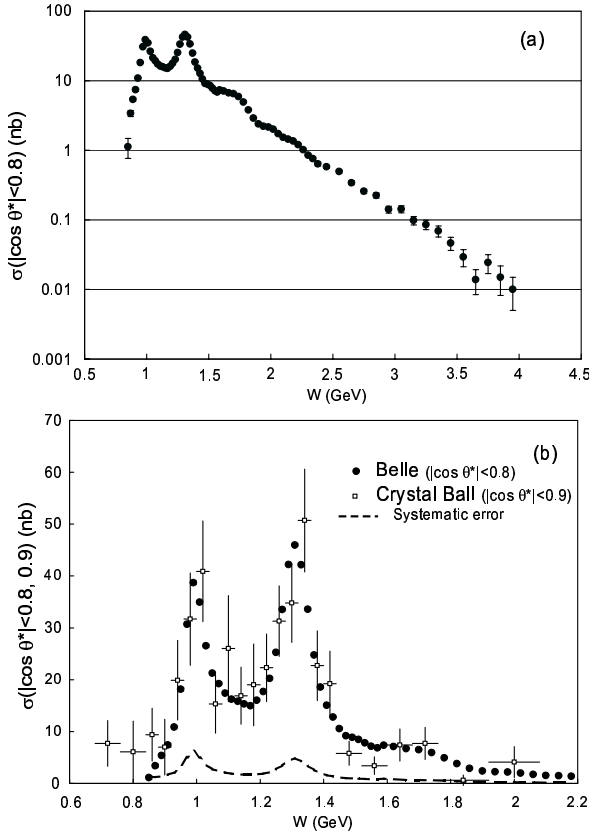 (a)
σ(|cos θ*|<0.8) (nb)
100
10
1
0.1
0.01
0.001
0.5 1 1.5 2 2.5 3 3.5 4 4.5
W (GeV)
(b)
σ(|cos θ*|<0.8, 0.9) (nb)
70
60
50
40
30
20
10
0
Belle (|cos θ*|<0.8)
Crystal Ball (|cos θ*|<0.9)
Systematic error
0.6 0.8 1 1.2 1.4 1.6 1.8 2 2.2
W (GeV)